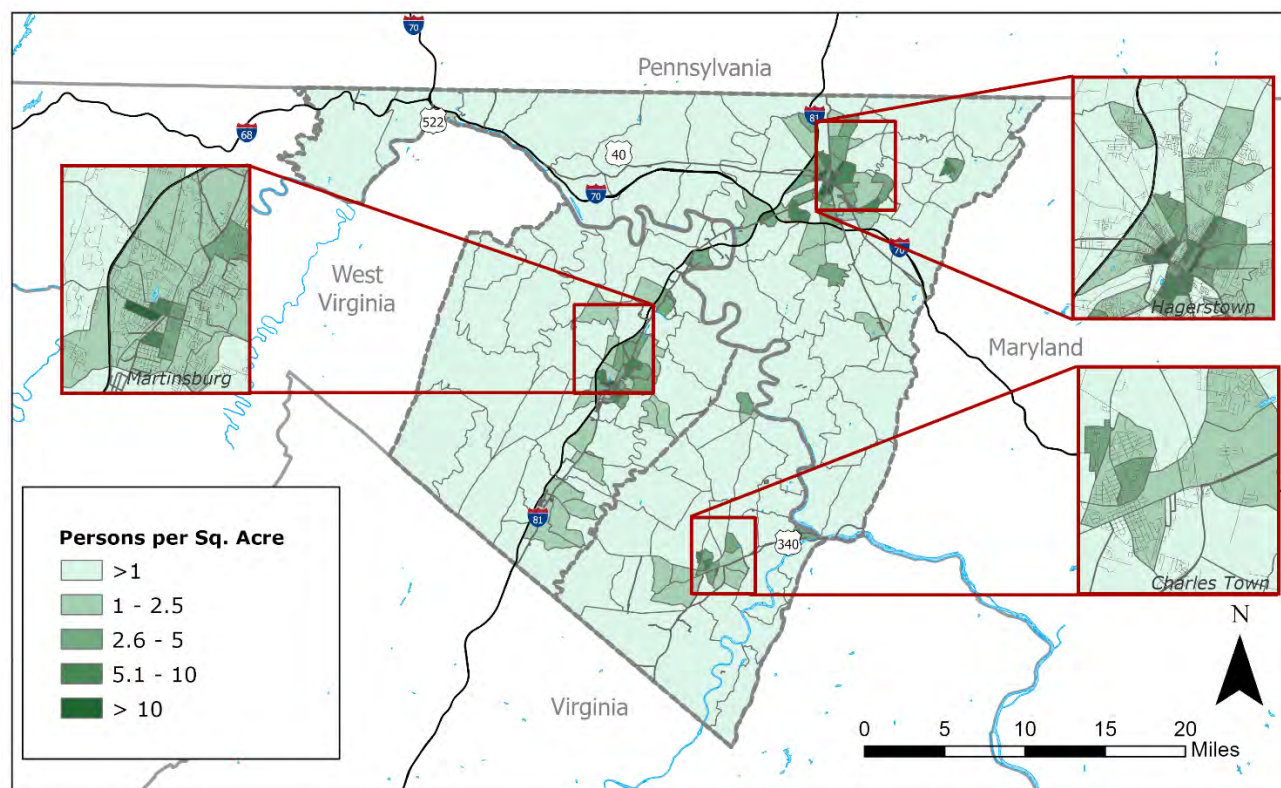 70
Pennsylvania
81
68
522
40
70
70
West
Virginia
Martinsburg
Hagerstown
Maryland
81
340
Charles Town
Virginia
Persons per Sq. Acre
>1
1 - 2.5
2.6 - 5
5.1 - 10
> 10
N
0 5 10 15 20
Miles